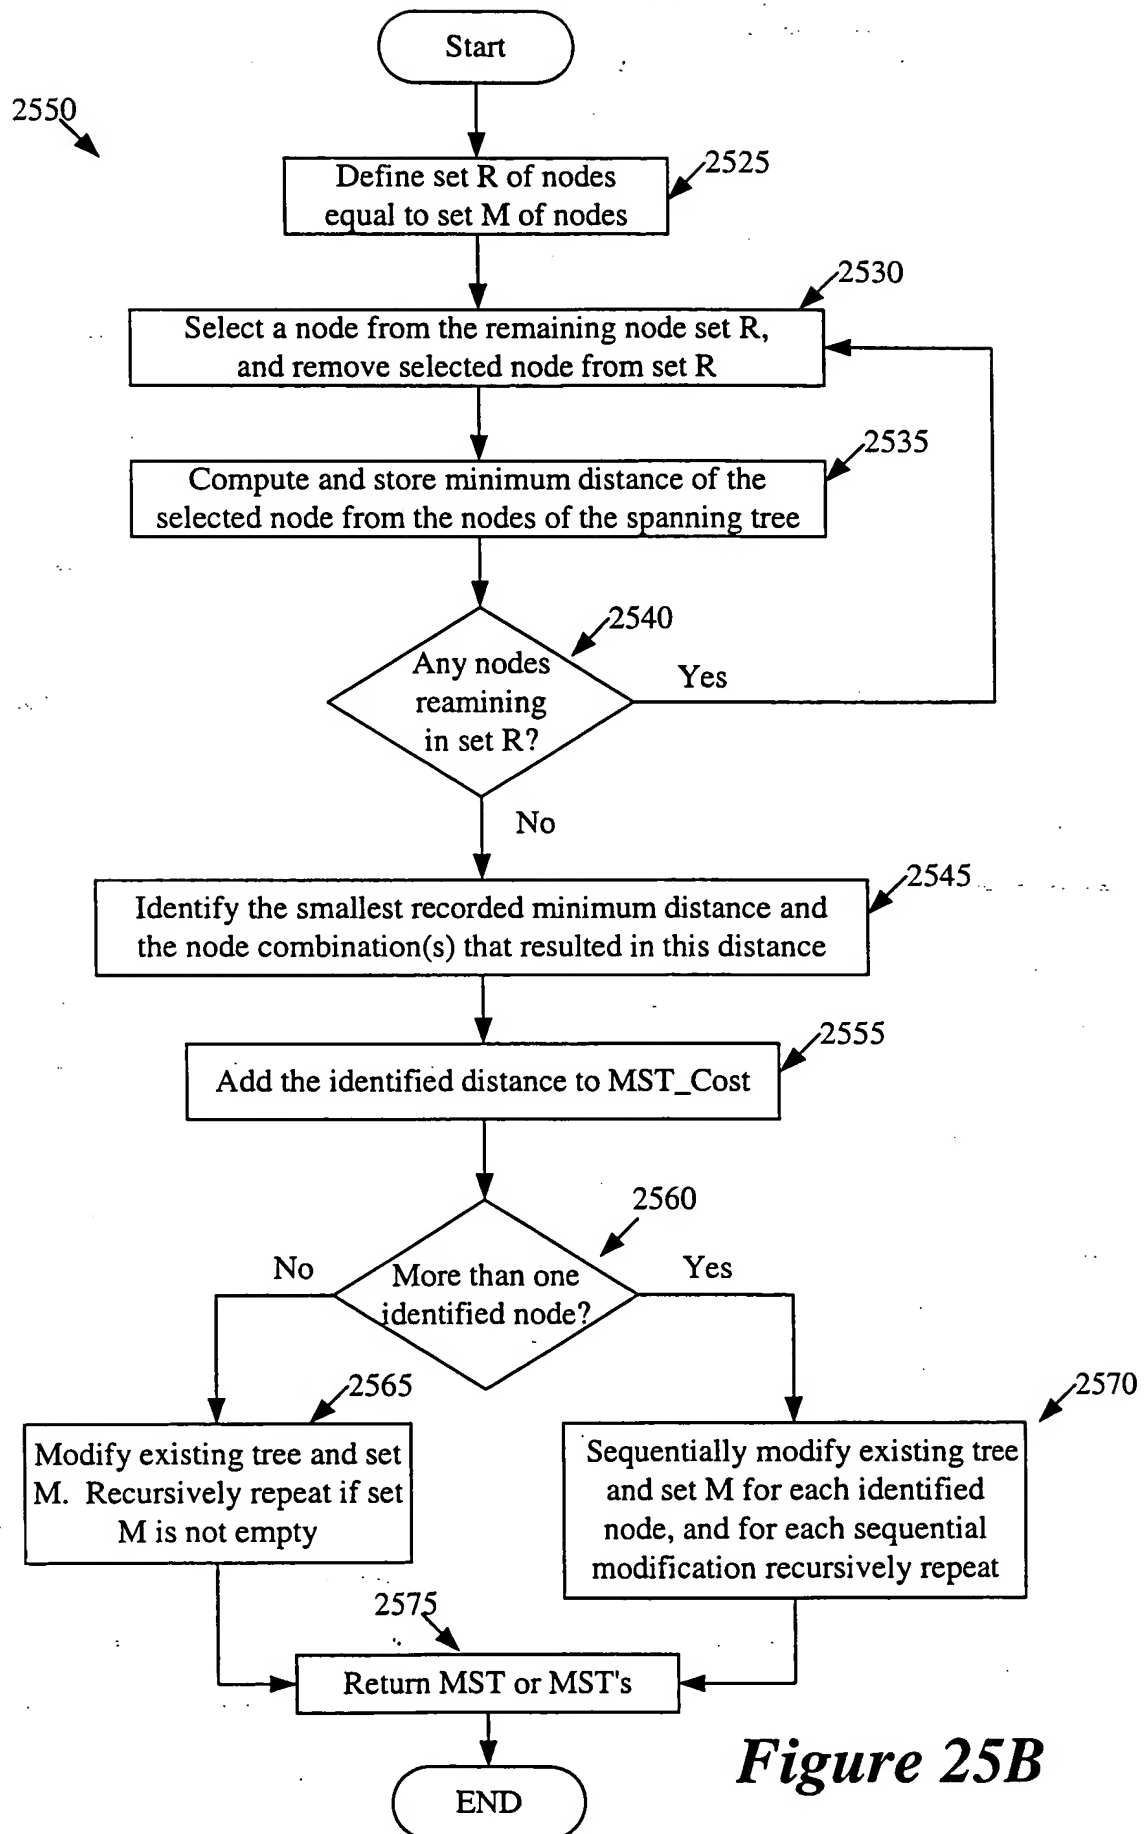 Start
2550
2525
Define set R of nodes
equal to set M of nodes
2530
Select a node from the remaining node set R,
and remove selected node from set R
2535
Compute and store minimum distance of the
selected node from the nodes of the spanning tree
2540
Any nodes
reamining
in set R?
Yes
No
2545
Identify the smallest recorded minimum distance and
the node combination(s) that resulted in this distance
2555
Add the identified distance to MST_Cost
2560
No
Yes
More than one
identified node?
2565
2570
Modify existing tree and set
M. Recursively repeat if set
M is not empty
Sequentially modify existing tree
and set M for each identified
node, and for each sequential
modification recursively repeat
2575
Return MST or MST's
Figure 25B
END